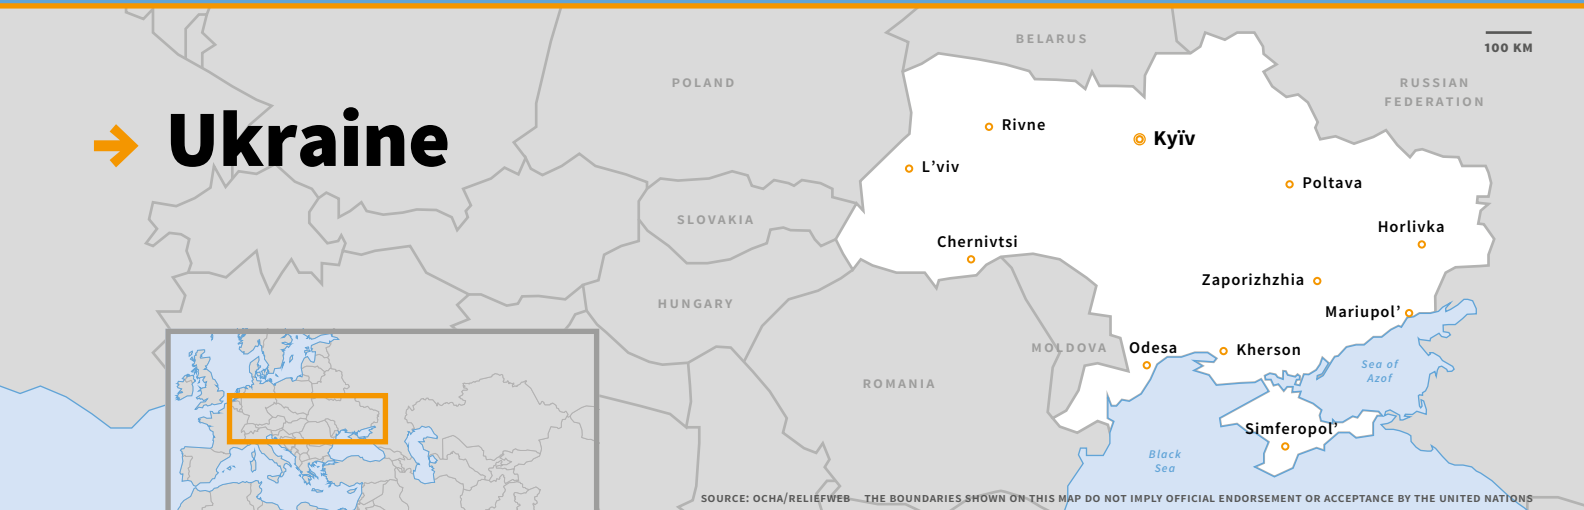 BELARUS
100 KM
POLAND
RUSSIAN
FEDERATION
Ukraine
Rivne
Kyïv
L’viv
Poltava
SLOVAKIA
Horlivka
Chernivtsi
Zaporizhzhia
HUNGARY
Mariupol’
MOLDOVA
Odesa
Kherson
Sea of
Azof
ROMANIA
Simferopol’
Black
Sea
SOURCE: OCHA/RELIEFWEB THE BOUNDARIES SHOWN ON THIS MAP DO NOT IMPLY OFFICIAL ENDORSEMENT OR ACCEPTANCE BY THE UNITED NATIONS